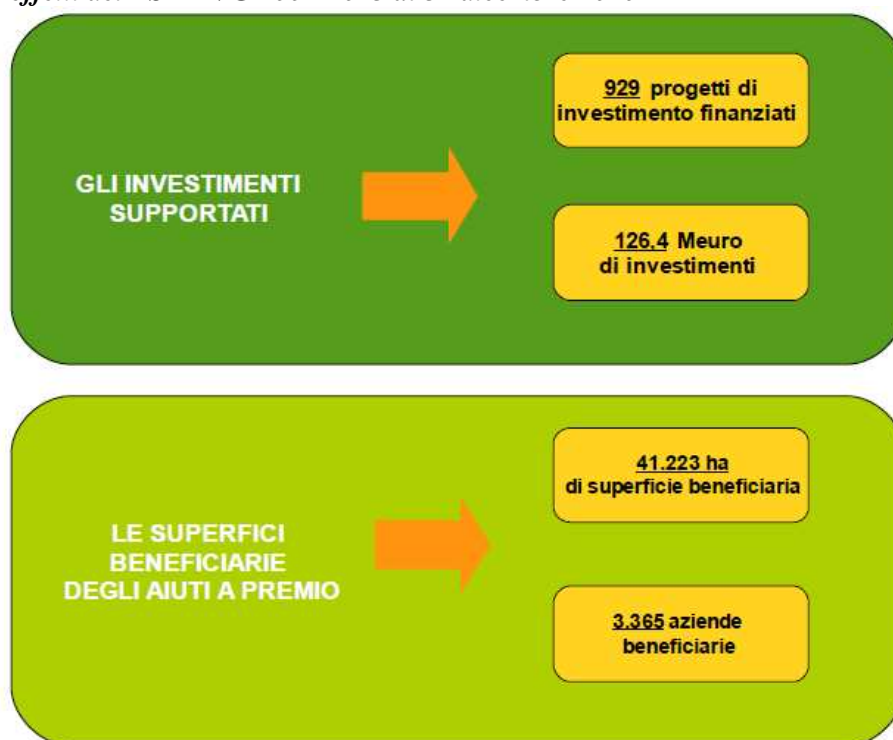 GLI INVESTIMENTI
SUPPORTATI
929 progetti di
investimento finanziati
126,4 Meuro
di investimenti
LE SUPERFICI
BENEFICIARIE
DEGLI AIUTI A PREMIO
41.223 ha
di superficie beneficiaria
3.365 aziende
beneficiarie